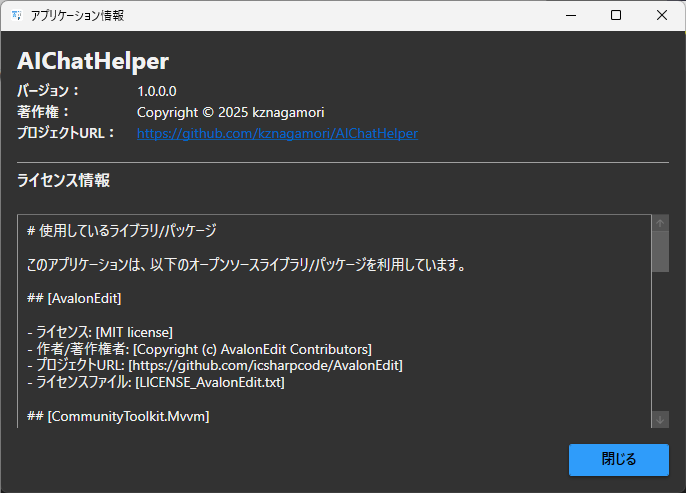 アプリケーション情報
AIChatHelper
バージョン： 1.0.0.0
著作権： Copyright © 2025 kznagamori
プロジェクトURL： https://github.com/kznagamori/AIChatHelper
ライセンス情報
# 使用しているライブラリ/パッケージ
このアプリケーションは、以下のオープンソースライブラリ/パッケージを利用しています。
## [AvalonEdit]
- ライセンス: [MIT license]
- 作者/著作権者: [Copyright (c) AvalonEdit Contributors]
- プロジェクトURL: [https://github.com/icsharpcode/AvalonEdit]
- ライセンスファイル: [LICENSE_AvalonEdit.txt]
## [CommunityToolkit.Mvvm]
閉じる